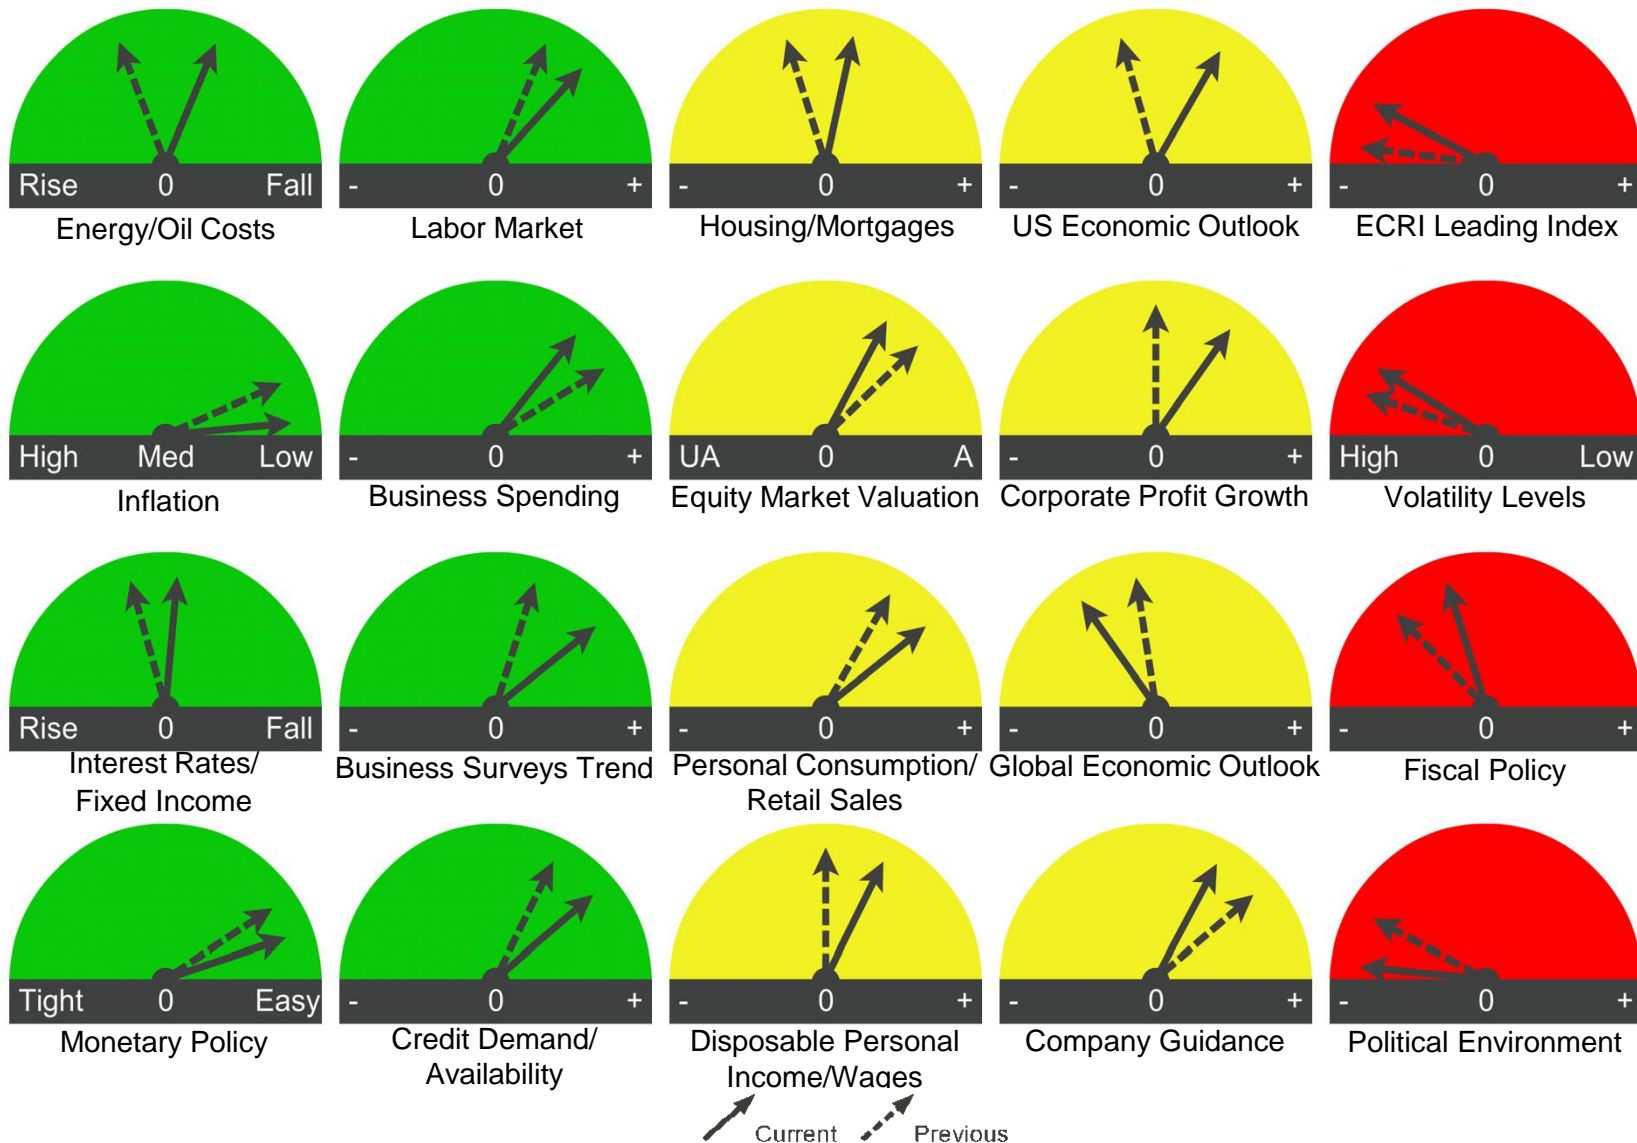 Rise 0 Fall
- 0 +
- 0 +
- 0 +
- 0 +
Energy/Oil Costs
Labor Market
Housing/Mortgages
US Economic Outlook
ECRI Leading Index
High Med Low
- 0 +
UA 0 A
- 0 +
High 0 Low
Inflation
Business Spending
Equity Market Valuation
Corporate Profit Growth
Volatility Levels
Rise 0 Fall
- 0 +
- 0 +
- 0 +
- 0 +
Interest Rates/
Fixed Income
Business Surveys Trend
Personal Consumption/
Retail Sales
Global Economic Outlook
Fiscal Policy
Tight 0 Easy
- 0 +
- 0 +
- 0 +
- 0 +
Monetary Policy
Credit Demand/
Availability
Disposable Personal
Income/Wages
Company Guidance
Political Environment
Current Previous